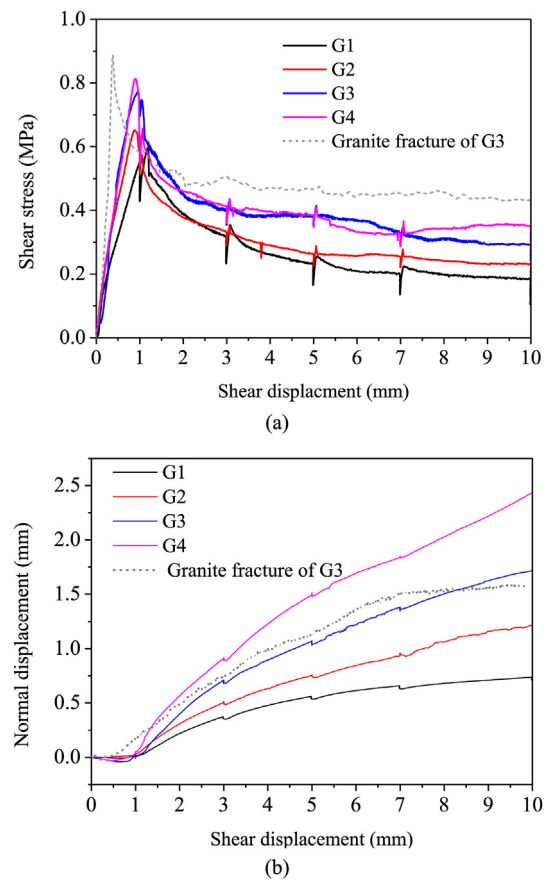 (a)
1.0
0.8
0.6
0.4
0.2
0.0
Shear stress (MPa)
G1
G2
G3
G4
Granite fracture of G3
0 1 2 3 4 5 6 7 8 9 10
Shear displacment (mm)
(a)
2.5
2.0
1.5
1.0
0.5
0.0
Normal displacement (mm)
G1
G2
G3
G4
Granite fracture of G3
0 1 2 3 4 5 6 7 8 9 10
Shear displacement (mm)
(b)